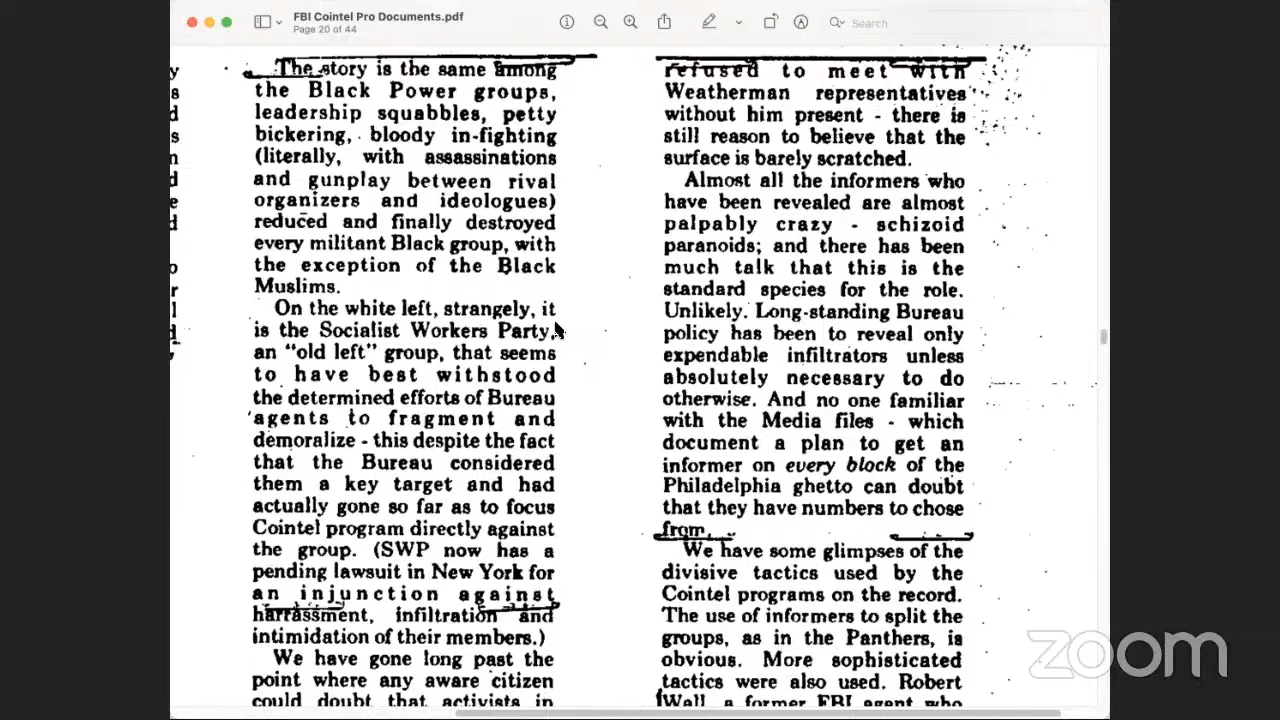 FBI Cointel Pro Documents.pdf
Page 20 of 44
Search
y
s
d
s
n
d
e
d
o
r
l
d
The story is the same among
the Black Power groups,
leadership squabbles, petty
bickering, bloody in-fighting
(literally, with assassinations
and gunplay between rival
organizers and ideologues)
reduced and finally destroyed
every militant Black group, with
the exception of the Black
Muslims.
On the white left, strangely, it
is the Socialist Workers Party,
an "old left" group, that seems
to have best withstood
the determined efforts of Bureau
agents to fragment and
demoralize - this despite the fact
that the Bureau considered
them a key target and had
actually gone so far as to focus
Cointel program directly against
the group. (SWP now has a
pending lawsuit in New York for
an injunction against
harrassment, infiltration and
intimidation of their members.)
We have gone long past the
point where any aware citizen
could doubt that activists in
refused to meet with
Weatherman representatives
without him present - there is
still reason to believe that the
surface is barely scratched.
Almost all the informers who
have been revealed are almost
palpably crazy - schizoid
paranoids; and there has been
much talk that this is the
standard species for the role.
Unlikely. Long-standing Bureau
policy has been to reveal only
expendable infiltrators unless
absolutely necessary to do
otherwise. And no one familiar
with the Media files - which
document a plan to get an
informer on every block of the
Philadelphia ghetto can doubt
that they have numbers to chose
from.
We have some glimpses of the
divisive tactics used by the
Cointel programs on the record.
The use of informers to split the
groups, as in the Panthers, is
obvious. More sophisticated
tactics were also used. Robert
Wall, a former FBI agent who
zoom